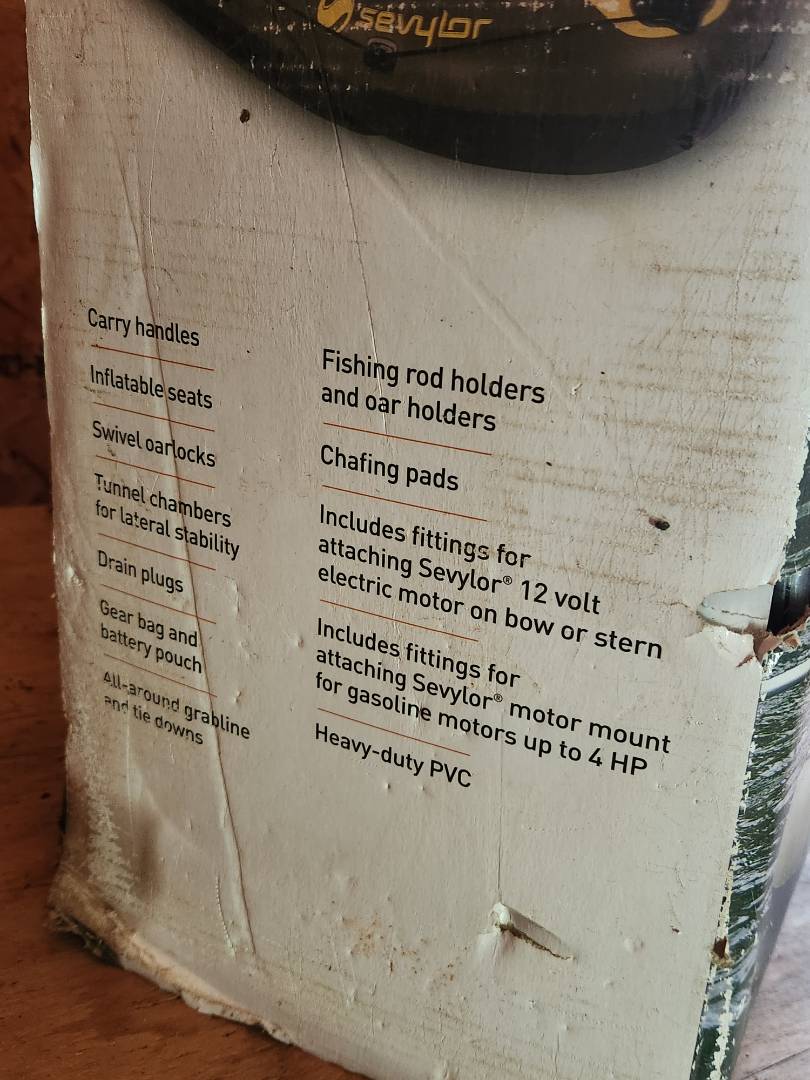 sevylor
Carry handles
Inflatable seats
Swivel oarlocks
Tunnel chambers
for lateral stability
Drain plugs
Gear bag and
battery pouch
All-around grabline
and tie downs
Fishing rod holders
and oar holders
Chafing pads
Includes fittings for
attaching Sevylor® 12 volt
electric motor on bow or stern
Includes fittings for
attaching Sevylor® motor mount
for gasoline motors up to 4 HP
Heavy-duty PVC